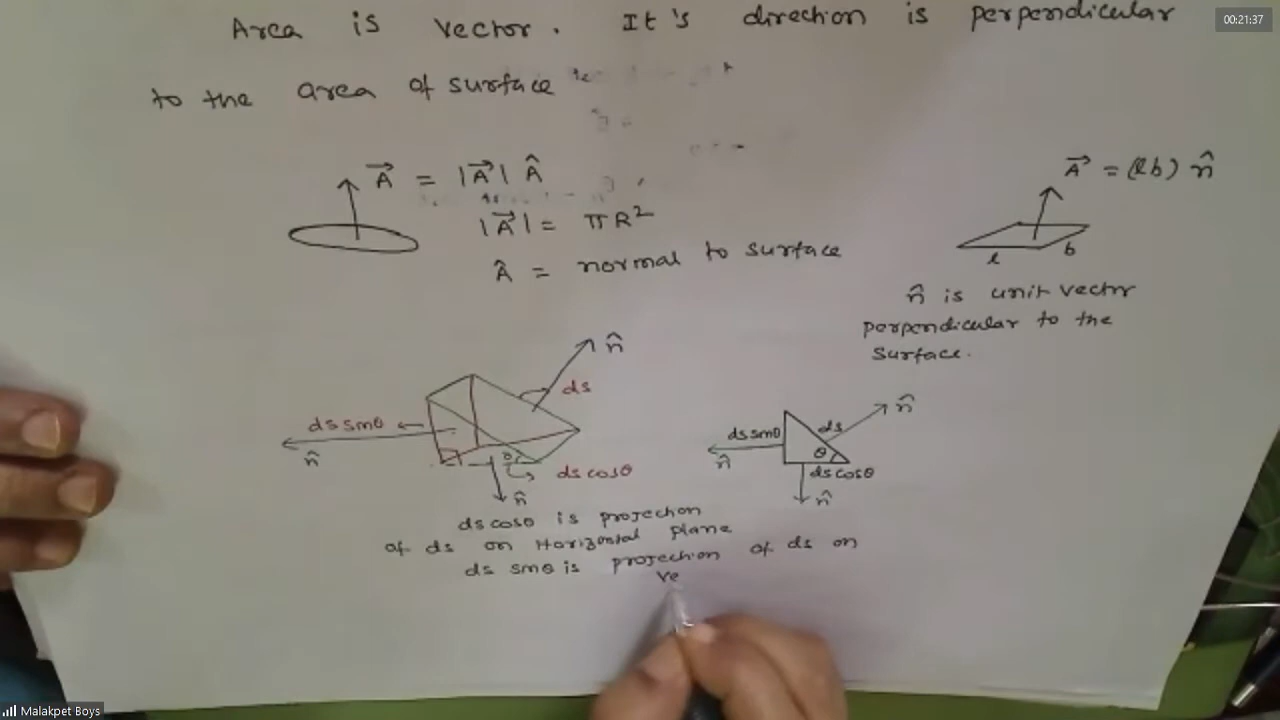 00:21:37
Area is vector. It's direction is perpendicular
to the area of surface
A⃗ = |A⃗| Â
|A⃗| = πR²
Â = normal to surface
A⃗ = (lb) n̂
l
b
n̂ is unit vector
perpendicular to the
surface.
n̂
ds
ds sinθ
n̂
θ
ds cosθ
n̂
n̂
ds
ds sinθ
θ
n̂
ds cosθ
n̂
ds cosθ is projection
of ds on Horizontal plane
ds sinθ is projection of ds on
ve
Malakpet Boys